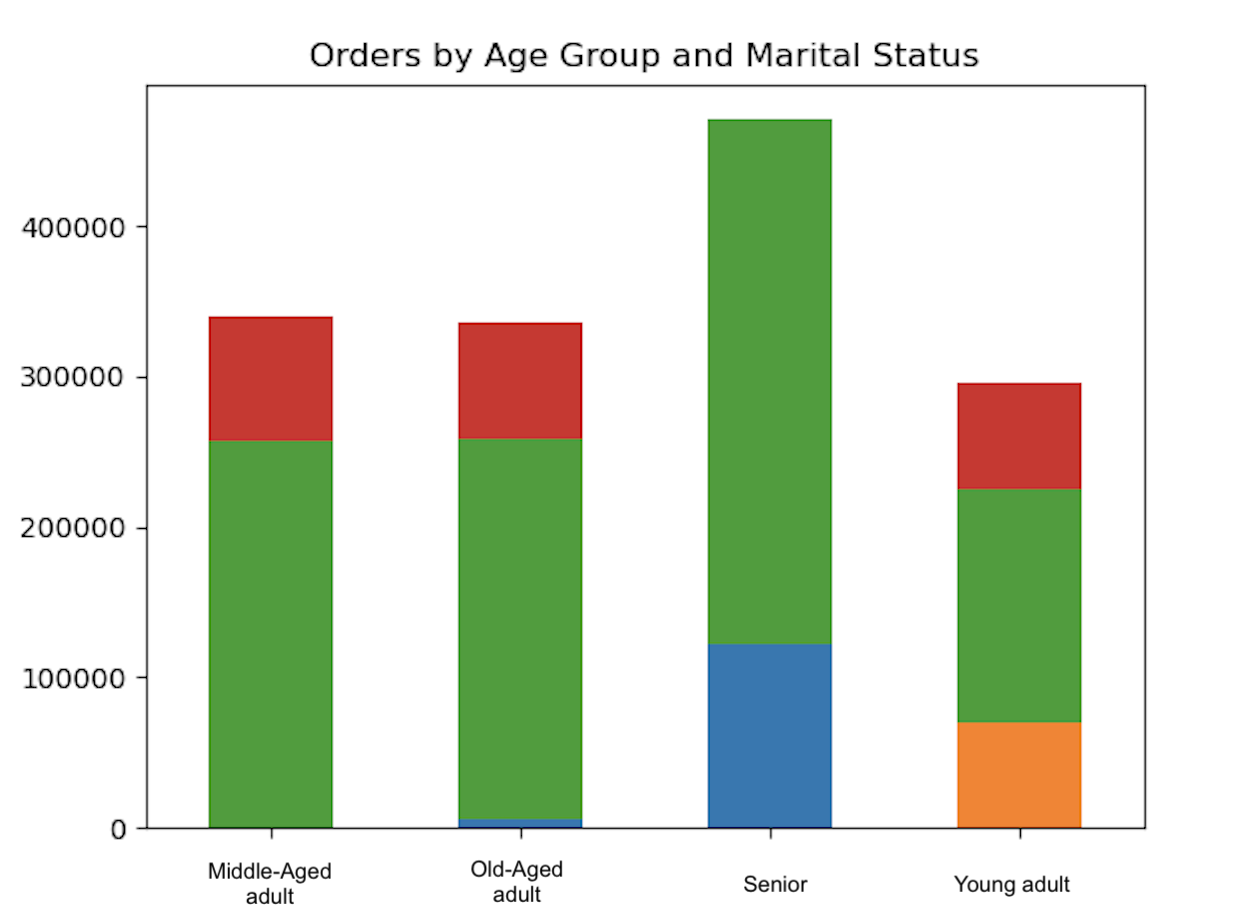 Orders by Age Group and Marital Status
400000
300000
200000
100000
0
Middle-Aged
adult
Old-Aged
adult
Senior
Young adult